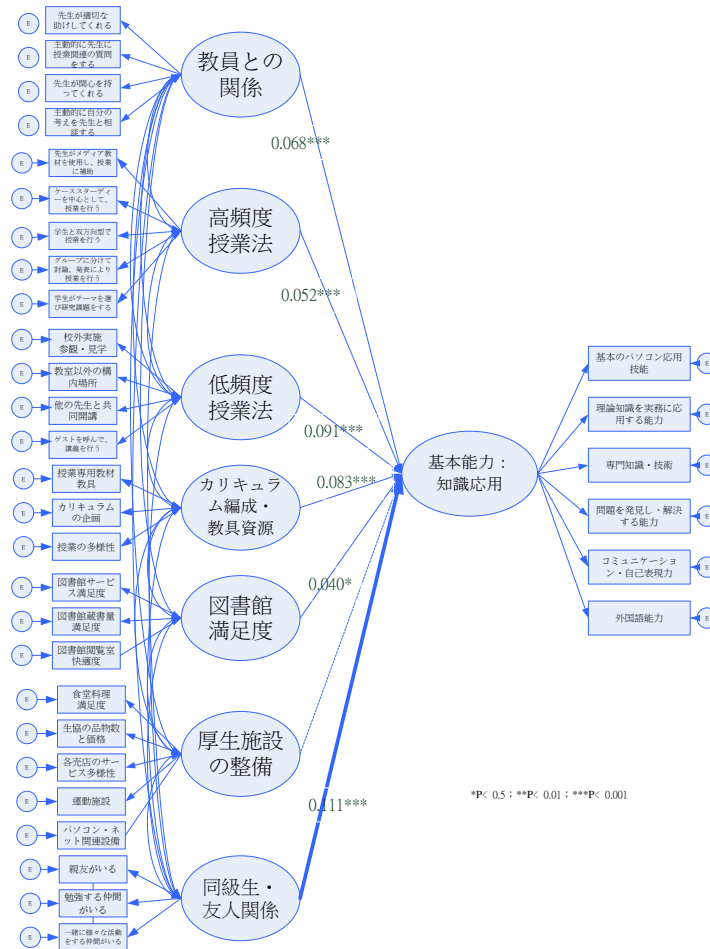 E
先生が適切な
助けしてくれる
E
主動的に先生に
授業関連の質問
をする
E
先生が関心を持
つてくれる
E
主動的に自分の
考えを先生と相
談する
教員との
関係
0.068***
E
先生がメディア教
材を使用し、授業
に補助
E
ケーススターディ
ーを中心として、
授業を行う
E
学生と双方向型で
授業を行う
E
グループに分けて
討論、発表により
授業を行う
E
学生がテーマを選
び研究課題をする
高頻度
授業法
0.052***
E
校外実施
参観・見学
E
教室以外の構
内場所
E
他の先生と共
同開講
E
ゲストを呼んで、
講義を行う
低頻度
授業法
0.091***
E
授業専用教材
教具
E
カリキュラム
の企画
E
授業の多様性
カリキュラ
ム編成・
教具資源
0.083***
E
図書館サービ
ス満足度
E
図書館蔵書量
満足度
E
図書館閲覧室
快適度
図書館
満足度
0.040*
E
食堂料理
満足度
E
生協の品物数
と価格
E
各売店のサー
ビス多様性
E
運動施設
E
パソコン・ネ
ット関連設備
厚生施設
の整備
0.111***
E
親友がいる
E
勉強する仲間
がいる
E
一緒に様々な活動
をする仲間がいる
同級生・
友人関係
基本能力：
知識応用
基本のパソコン応用
技能
E
理論知識を実務に応
用する能力
E
専門知識・技術
E
問題を発見し、解決
する能力
E
コミュニケーショ
ン・自己表現力
E
外国語能力
E
*P< 0.5；**P< 0.01；***P< 0.001